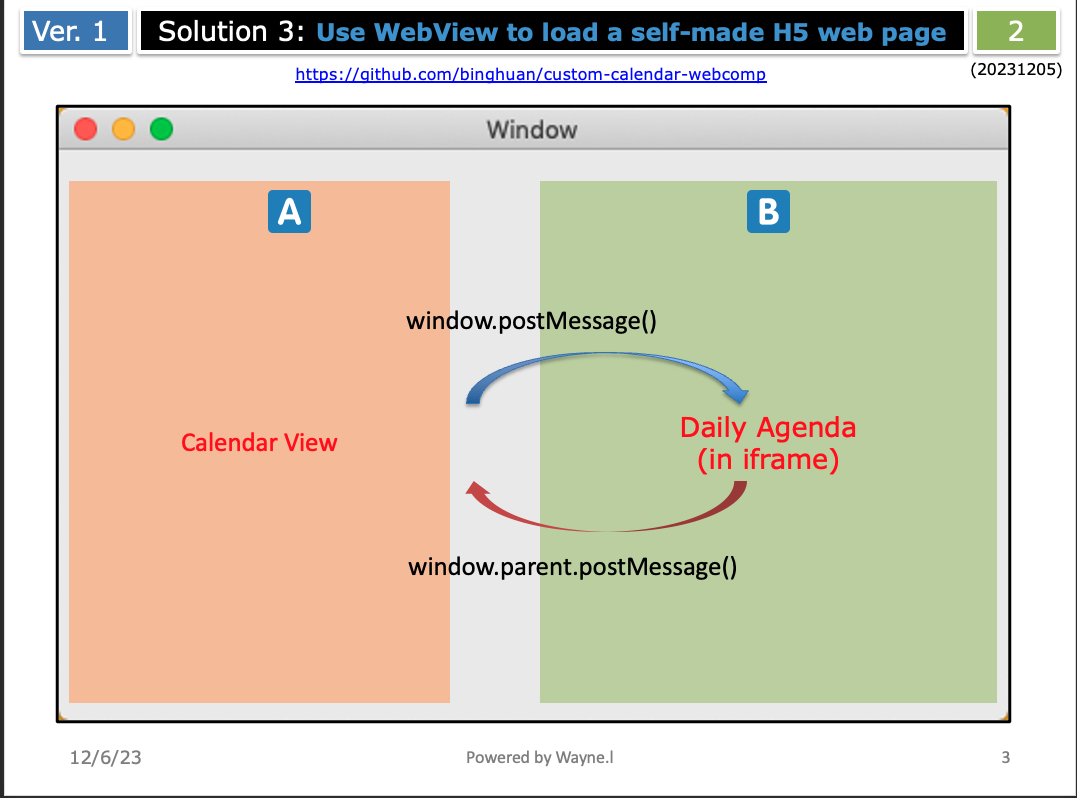 Ver. 1
Solution 3: Use WebView to load a self-made H5 web page
2
https://github.com/binghuan/custom-calendar-webcomp
(20231205)
Window
A
B
window.postMessage()
Calendar View
Daily Agenda
(in iframe)
window.parent.postMessage()
12/6/23
Powered by Wayne.l
3